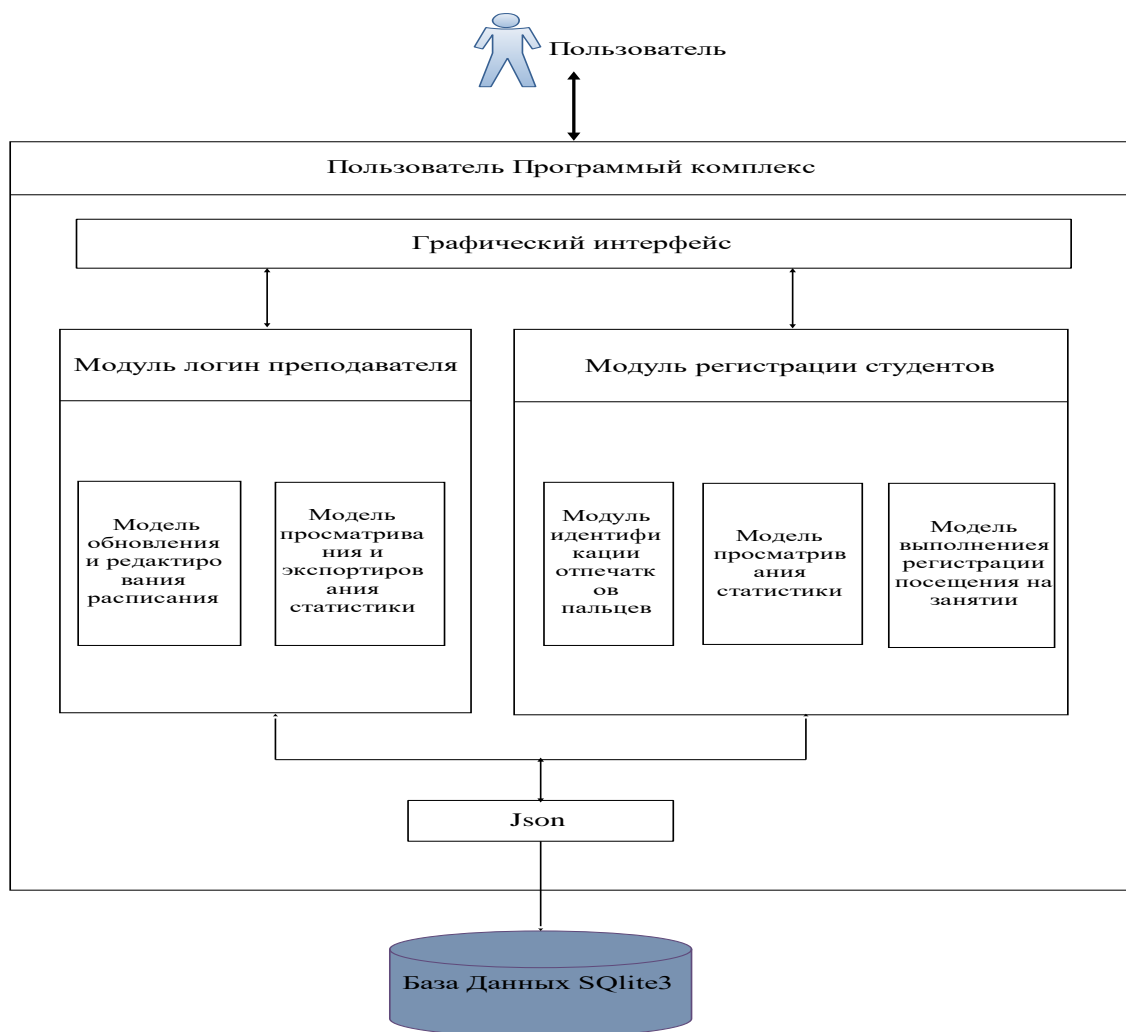 Пользователь
Пользователь Программый комплекс
Графический интерфейс
Модуль логин преподавателя
Модуль регистрации студентов
Модель
обновления
и редактиро
вания
расписания
Модель
просматрива
ния и
экспортиров
ания
статистики
Модуль
идентифи
кации
отпечатк
ов
пальцев
Модель
просматрив
ания
статистики
Модель
выполнениея
регистрации
посещения на
занятии
Json
База Данных SQlite3